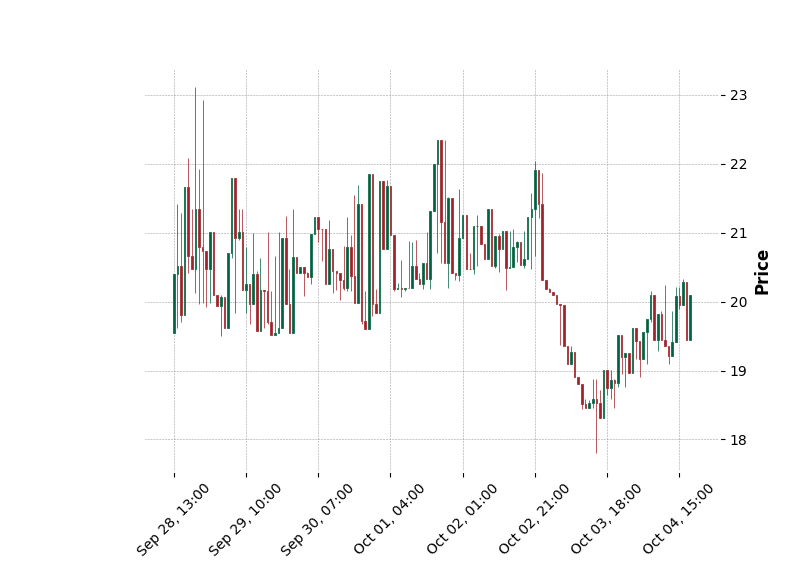 23
22
21
20
19
18
Price
Sep 28, 13:00
Sep 29, 10:00
Sep 30, 07:00
Oct 01, 04:00
Oct 02, 01:00
Oct 02, 21:00
Oct 03, 18:00
Oct 04, 15:00